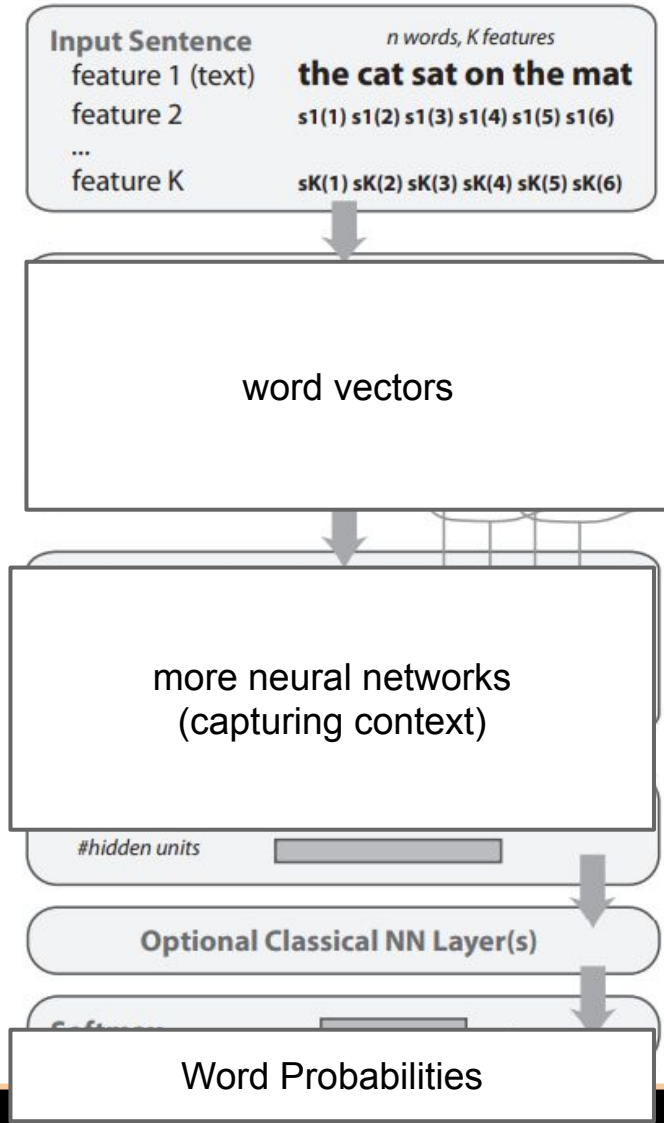 Input Sentence n words, K features
feature 1 (text) the cat sat on the mat
feature 2 s1(1) s1(2) s1(3) s1(4) s1(5) s1(6)
...
feature K sK(1) sK(2) sK(3) sK(4) sK(5) sK(6)
word vectors
more neural networks
(capturing context)
#hidden units
Optional Classical NN Layer(s)
Word Probabilities